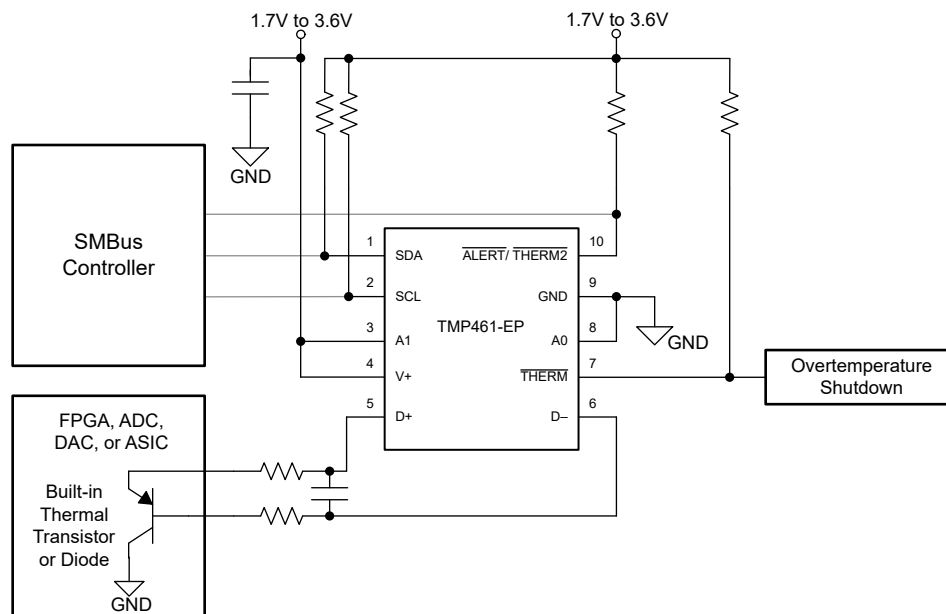 1.7V to 3.6V
1.7V to 3.6V
GND
SMBus
Controller
1
SDA
2
SCL
3
A1
4
V+
5
D+
TMP461-EP
ALERT/ THERM2
10
GND
9
A0
8
THERM
7
D–
6
GND
Overtemperature
Shutdown
FPGA, ADC,
DAC, or ASIC
Built-in
Thermal
Transistor
or Diode
GND